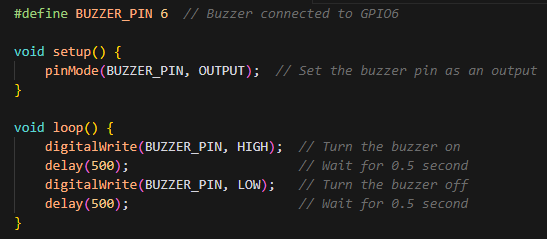 #define BUZZER_PIN 6  // Buzzer connected to GPIO6

void setup() {
    pinMode(BUZZER_PIN, OUTPUT);  // Set the buzzer pin as an output
}

void loop() {
    digitalWrite(BUZZER_PIN, HIGH);  // Turn the buzzer on
    delay(500);                      // Wait for 0.5 second
    digitalWrite(BUZZER_PIN, LOW);   // Turn the buzzer off
    delay(500);                      // Wait for 0.5 second
}